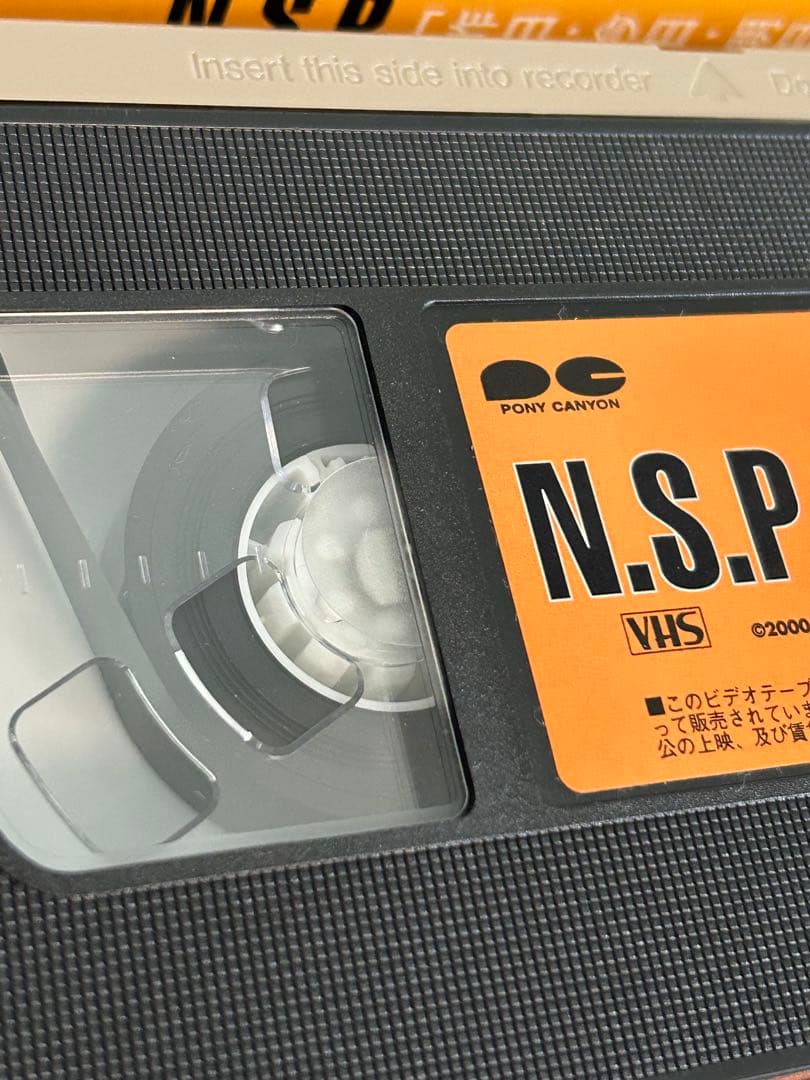 N.S.P
Insert this side into recorder
PONY CANYON
N.S.P
VHS
©2000
■このビデオテープ
って販売されていま
公の上映、及び賃